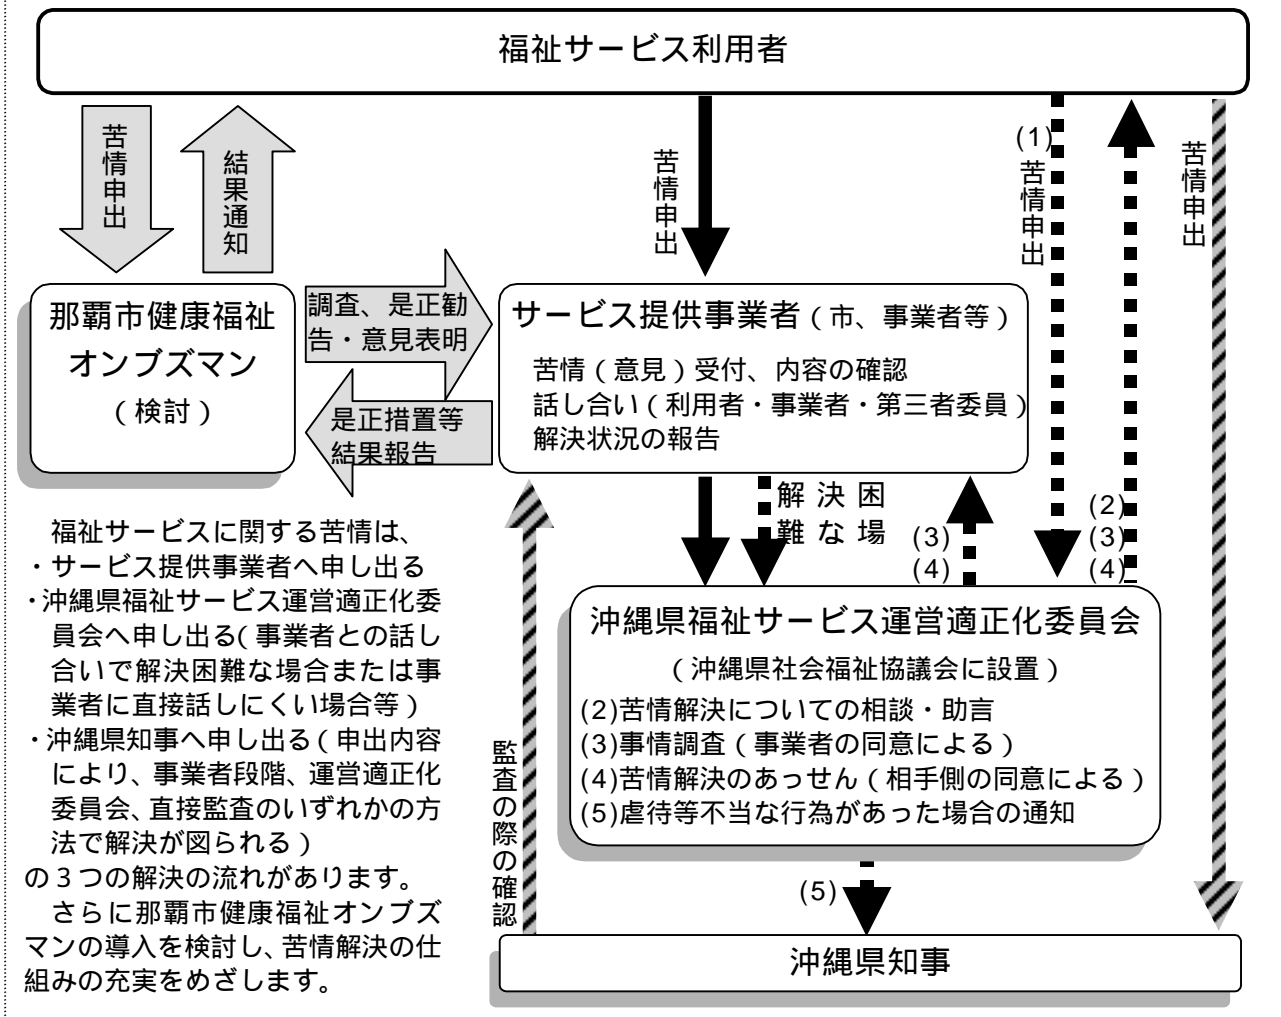 福祉サービス利用者
苦情申出
結果通知
苦情申出
(1)
苦情申出
苦情申出
那覇市健康福祉
オンブズマン
（検討）
調査、是正勧
告・意見表明
是正措置等
結果報告
サービス提供事業者（市、事業者等）
苦情（意見）受付、内容の確認
話し合い（利用者・事業者・第三者委員）
解決状況の報告
解決困
難な場
(3)
(4)
(2)
(3)
(4)
福祉サービスに関する苦情は、
・サービス提供事業者へ申し出る
・沖縄県福祉サービス運営適正化委
員会へ申し出る（事業者との話し
合いで解決困難な場合または事
業者に直接話しにくい場合等）
・沖縄県知事へ申し出る（申出内容
により、事業者段階、運営適正化
委員会、直接監査のいずれかの方
法で解決が図られる）
の３つの解決の流れがあります。
さらに那覇市健康福祉オンブズ
マンの導入を検討し、苦情解決の仕
組みの充実をめざします。
監査の際の確認
沖縄県福祉サービス運営適正化委員会
（沖縄県社会福祉協議会に設置）
(2)苦情解決についての相談・助言
(3)事情調査（事業者の同意による）
(4)苦情解決のあっせん（相手側の同意による）
(5)虐待等不当な行為があった場合の通知
(5)
沖縄県知事